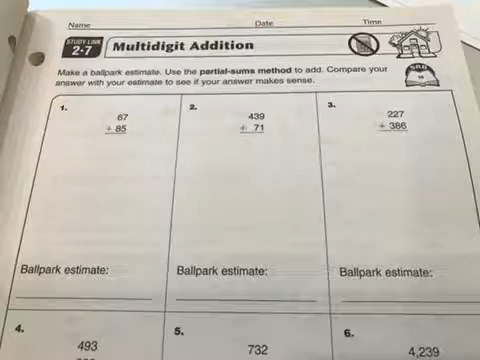 Name Date Time
STUDY LINK
2·7
Multidigit Addition
Make a ballpark estimate. Use the partial-sums method to add. Compare your
answer with your estimate to see if your answer makes sense.
SRB
1. 2. 3.
67 439 227
+ 85 + 71 + 386
Ballpark estimate: Ballpark estimate: Ballpark estimate:
4. 5. 6.
493 732 4,239